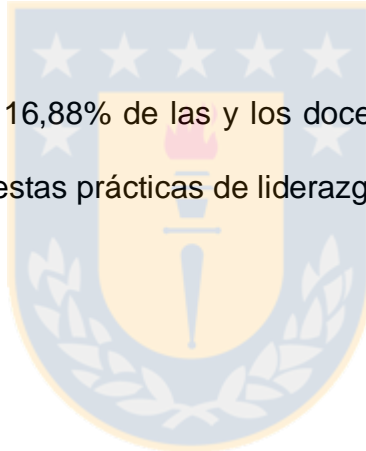 16,88% de las y los doce
estas prácticas de liderazg